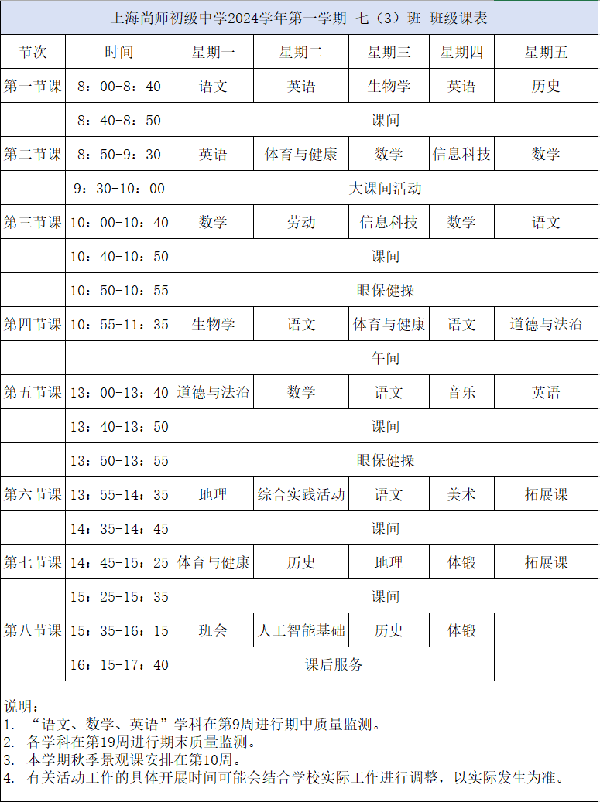 上海尚师初级中学2024学年第一学期 七（3）班 班级课表
节次 时间 星期一 星期二 星期三 星期四 星期五
第一节课 8：00-8：40 语文 英语 生物学 英语 历史
8：40-8：50 课间
第二节课 8：50-9：30 英语 体育与健康 数学 信息科技 数学
9：30-10：00 大课间活动
第三节课 10：00-10：40 数学 劳动 信息科技 数学 语文
10：40-10：50 课间
10：50-10：55 眼保健操
第四节课 10：55-11：35 生物学 语文 体育与健康 语文 道德与法治
午间
第五节课 13：00-13：40 道德与法治 数学 语文 音乐 英语
13：40-13：50 课间
13：50-13：55 眼保健操
第六节课 13：55-14：35 地理 综合实践活动 语文 美术 拓展课
14：35-14：45 课间
第七节课 14：45-15：25 体育与健康 历史 地理 体锻 拓展课
15：25-15：35 课间
第八节课 15：35-16：15 班会 人工智能基础 历史 体锻
16：15-17：40 课后服务
说明：
1. “语文、数学、英语”学科在第9周进行期中质量监测。
2. 各学科在第19周进行期末质量监测。
3. 本学期秋季景观课安排在第10周。
4. 有关活动工作的具体开展时间可能会结合学校实际工作进行调整，以实际发生为准。